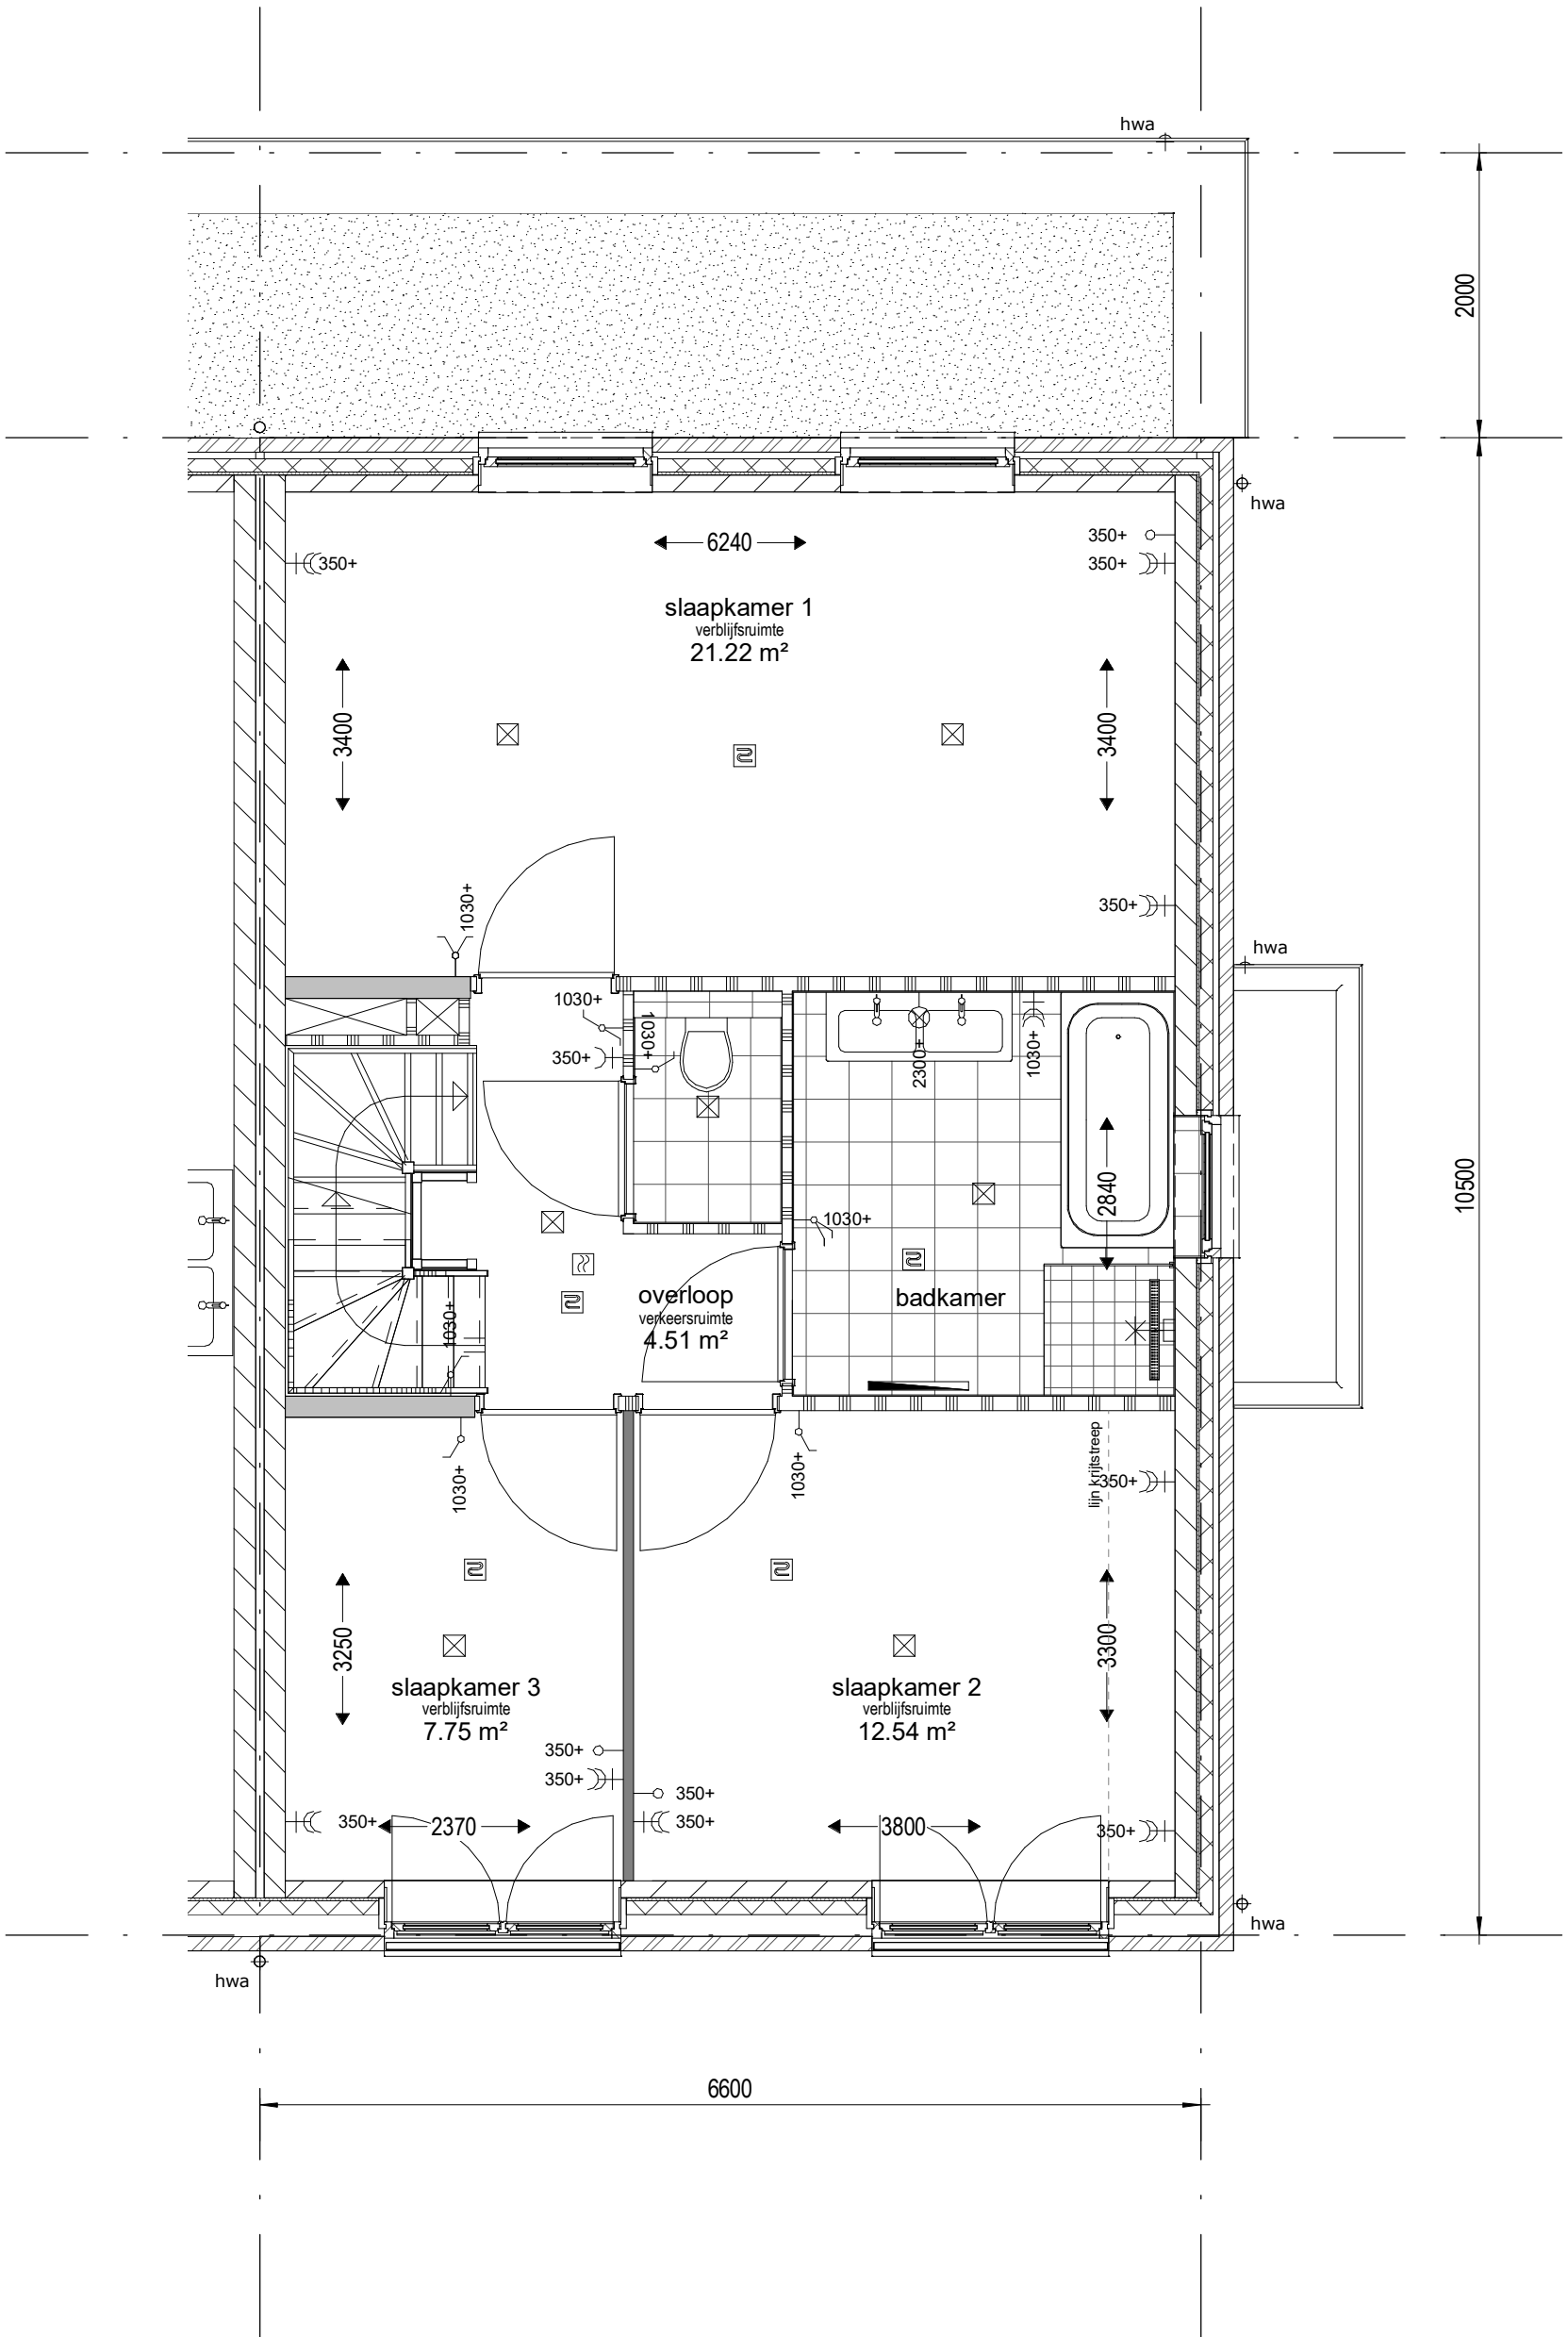 hwa
2000
hwa
350+
6240
350+
350+
slaapkamer 1
verblijfsruimte
21.22 m²
3400
3400
1030+
350+
hwa
1030+
1030+
350+
2300+
1030+
2840
10500
1030+
overloop
verkeersruimte
4.51 m²
badkamer
1030+
1030+
1030+
lijn krijtstreep
350+
3250
3300
slaapkamer 3
verblijfsruimte
7.75 m²
slaapkamer 2
verblijfsruimte
12.54 m²
350+
350+
350+
350+
350+
2370
3800
350+
hwa
hwa
6600